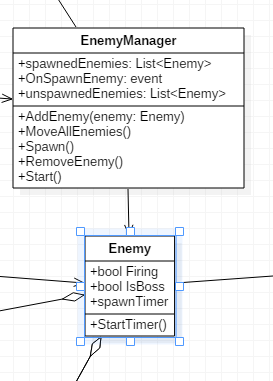 EnemyManager
+spawnedEnemies: List<Enemy>
+OnSpawnEnemy: event
+unspawnedEnemies: List<Enemy>
+AddEnemy(enemy: Enemy)
+MoveAllEnemies()
+Spawn()
+RemoveEnemy()
+Start()
Enemy
+bool Firing
+bool IsBoss
+spawnTimer
+StartTimer()